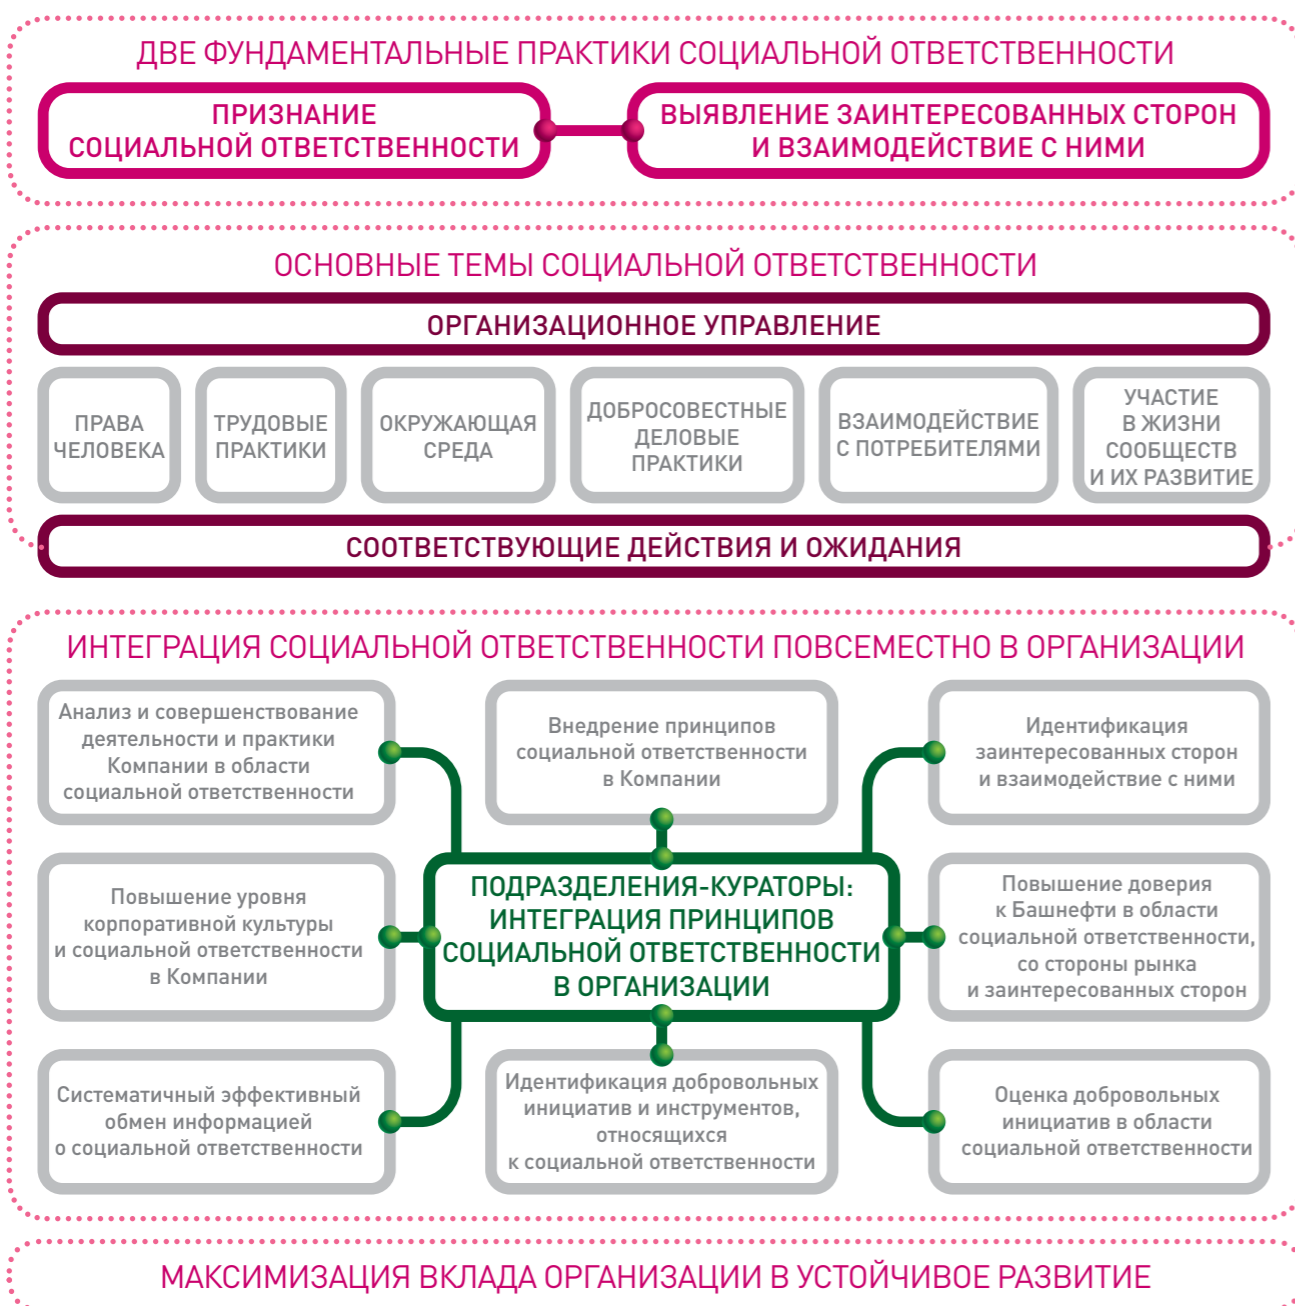 ДВЕ ФУНДАМЕНТАЛЬНЫЕ ПРАКТИКИ СОЦИАЛЬНОЙ ОТВЕТСТВЕННОСТИ
ПРИЗНАНИЕ
СОЦИАЛЬНОЙ ОТВЕТСТВЕННОСТИ
ВЫЯВЛЕНИЕ ЗАИНТЕРЕСОВАННЫХ СТОРОН
И ВЗАИМОДЕЙСТВИЕ С НИМИ
ОСНОВНЫЕ ТЕМЫ СОЦИАЛЬНОЙ ОТВЕТСТВЕННОСТИ
ОРГАНИЗАЦИОННОЕ УПРАВЛЕНИЕ
ПРАВА
ЧЕЛОВЕКА
ТРУДОВЫЕ
ПРАКТИКИ
ОКРУЖАЮЩАЯ
СРЕДА
ДОБРОСОВЕСТНЫЕ
ДЕЛОВЫЕ
ПРАКТИКИ
ВЗАИМОДЕЙСТВИЕ
С ПОТРЕБИТЕЛЯМИ
УЧАСТИЕ
В ЖИЗНИ
СООБЩЕСТВ
И ИХ РАЗВИТИЕ
СООТВЕТСТВУЮЩИЕ ДЕЙСТВИЯ И ОЖИДАНИЯ
ИНТЕГРАЦИЯ СОЦИАЛЬНОЙ ОТВЕТСТВЕННОСТИ ПОВСЕМЕСТНО В ОРГАНИЗАЦИИ
Анализ и совершенствование
деятельности и практики
Компании в области
социальной ответственности
Внедрение принципов
социальной ответственности
в Компании
Идентификация
заинтересованных сторон
и взаимодействие с ними
Повышение уровня
корпоративной культуры
и социальной ответственности
в Компании
ПОДРАЗДЕЛЕНИЯ-КУРАТОРЫ:
ИНТЕГРАЦИЯ ПРИНЦИПОВ
СОЦИАЛЬНОЙ ОТВЕТСТВЕННОСТИ
В ОРГАНИЗАЦИИ
Повышение доверия
к Башнефти в области
социальной ответственности,
со стороны рынка
и заинтересованных сторон
Систематичный эффективный
обмен информацией
о социальной ответственности
Идентификация добровольных
инициатив и инструментов,
относящихся
к социальной ответственности
Оценка добровольных
инициатив в области
социальной ответственности
МАКСИМИЗАЦИЯ ВКЛАДА ОРГАНИЗАЦИИ В УСТОЙЧИВОЕ РАЗВИТИЕ